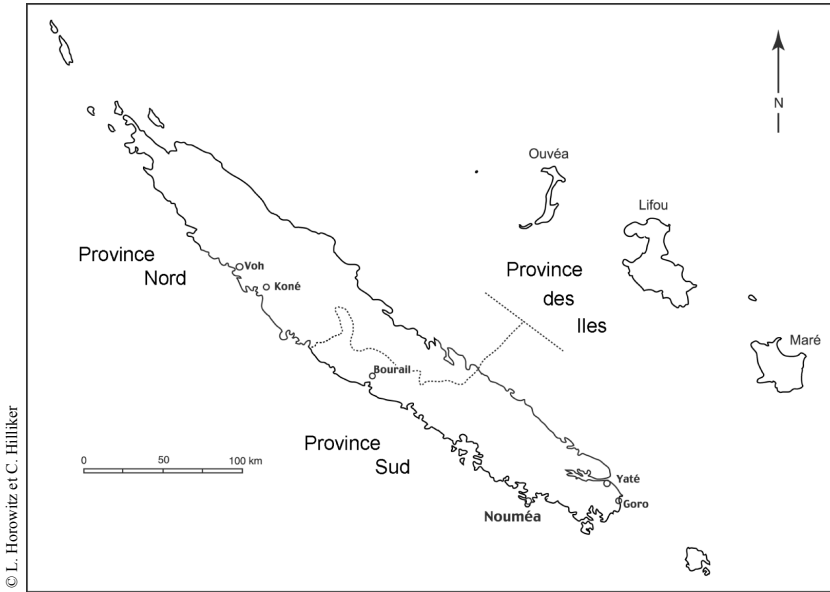 N
Ouvéa
Lifou
Province
Nord
Voh
Koné
Province
des
Iles
Maré
Bourail
Province
Sud
0 50 100 km
Yaté
Goro
Nouméa
© L. Horowitz et C. Hilliker